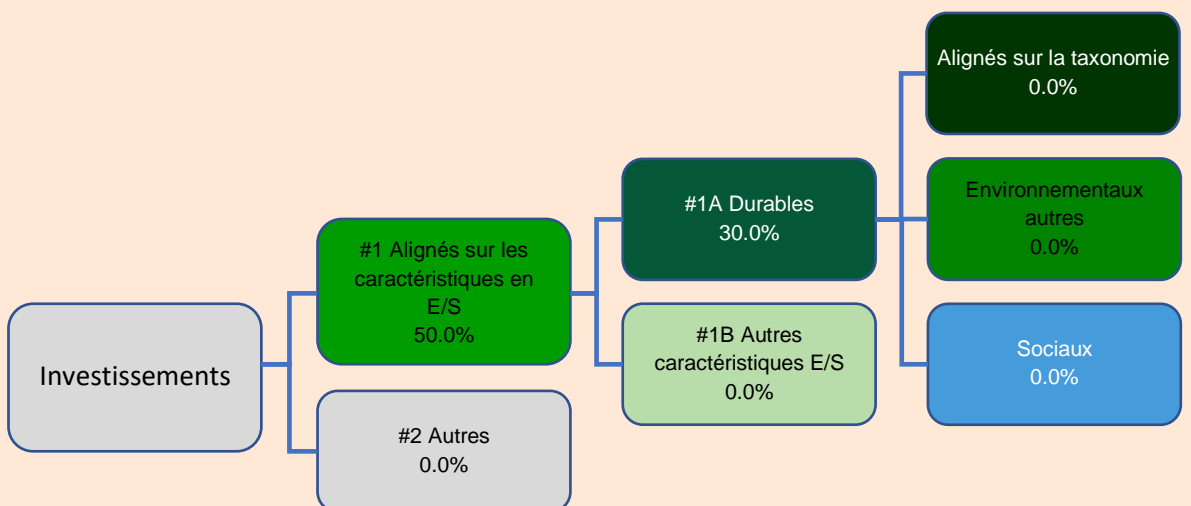 Investissements
#1 Alignés sur les
caractéristiques en
E/S
50.0%
#2 Autres
0.0%
#1A Durables
30.0%
#1B Autres
caractéristiques E/S
0.0%
Alignés sur la taxonomie
0.0%
Environnementaux
autres
0.0%
Sociaux
0.0%